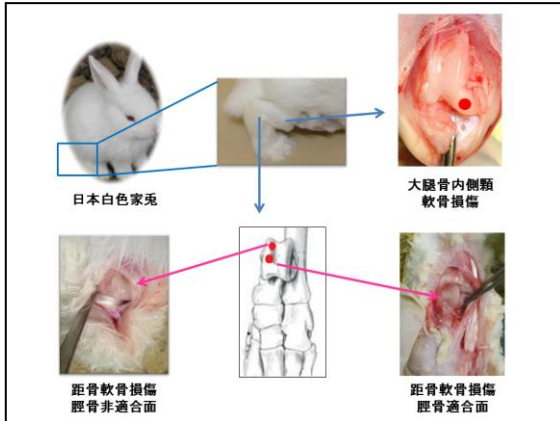 日本白色家兎
大腿骨内側顆
軟骨損傷
距骨軟骨損傷
脛骨非適合面
距骨軟骨損傷
脛骨適合面